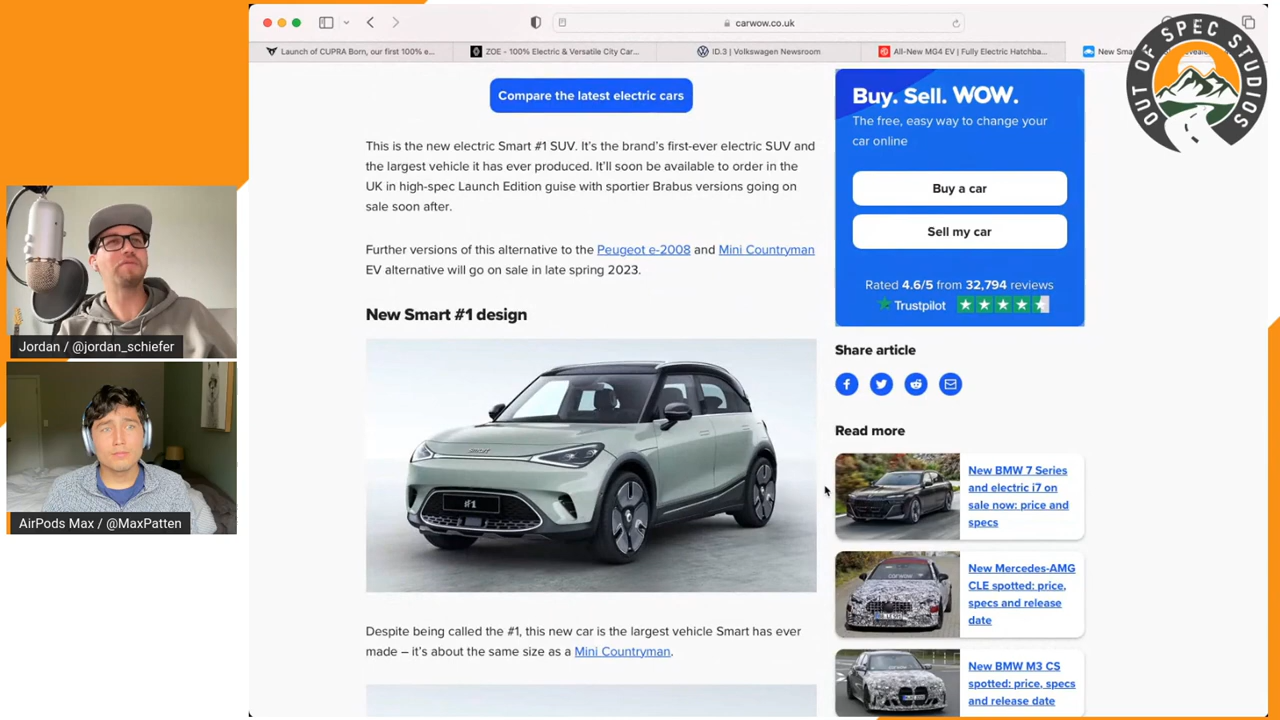 carwow.co.uk
Launch of CUPRA Born, our first 100% e...
ZOE - 100% Electric & Versatile City Car...
ID.3 | Volkswagen Newsroom
All-New MG4 EV | Fully Electric Hatchba...
New Sma
OUT OF SPEC STUDIOS
Compare the latest electric cars
This is the new electric Smart #1 SUV. It's the brand's first-ever electric SUV and
the largest vehicle it has ever produced. It'll soon be available to order in the
UK in high-spec Launch Edition guise with sportier Brabus versions going on
sale soon after.
Further versions of this alternative to the Peugeot e-2008 and Mini Countryman
EV alternative will go on sale in late spring 2023.
New Smart #1 design
#1
Despite being called the #1, this new car is the largest vehicle Smart has ever
made – it's about the same size as a Mini Countryman.
Buy. Sell. WOW.
The free, easy way to change your
car online
Buy a car
Sell my car
Rated 4.6/5 from 32,794 reviews
Trustpilot
Share article
Read more
New BMW 7 Series
and electric i7 on
sale now: price and
specs
New Mercedes-AMG
CLE spotted: price,
specs and release
date
New BMW M3 CS
spotted: price, specs
and release date
Jordan / @jordan_schiefer
AirPods Max / @MaxPatten